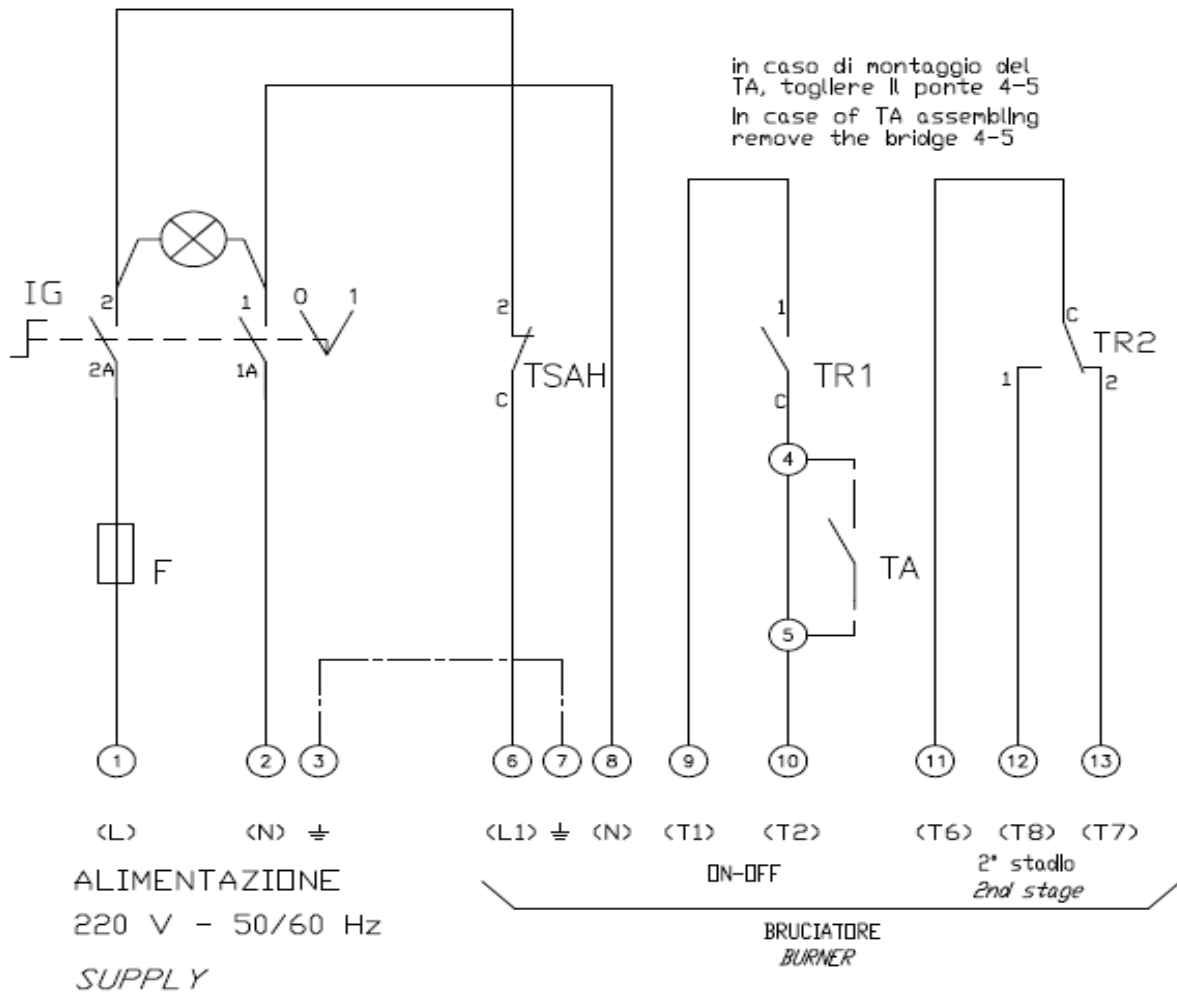 in caso di montaggio del
TA, togliere il ponte 4-5
In case of TA assembling
remove the bridge 4-5
IG
2
1
0
1
2A
1A
2
TSAH
C
1
TR1
C
C
TR2
1
2
4
TA
5
F
1
2
3
6
7
8
9
10
11
12
13
(L)
(N)
(L1)
(N)
(T1)
(T2)
(T6)
(T8)
(T7)
ALIMENTAZIONE
220 V - 50/60 Hz
SUPPLY
ON-OFF
2° stadio
2nd stage
BRUCIATORE
BURNER